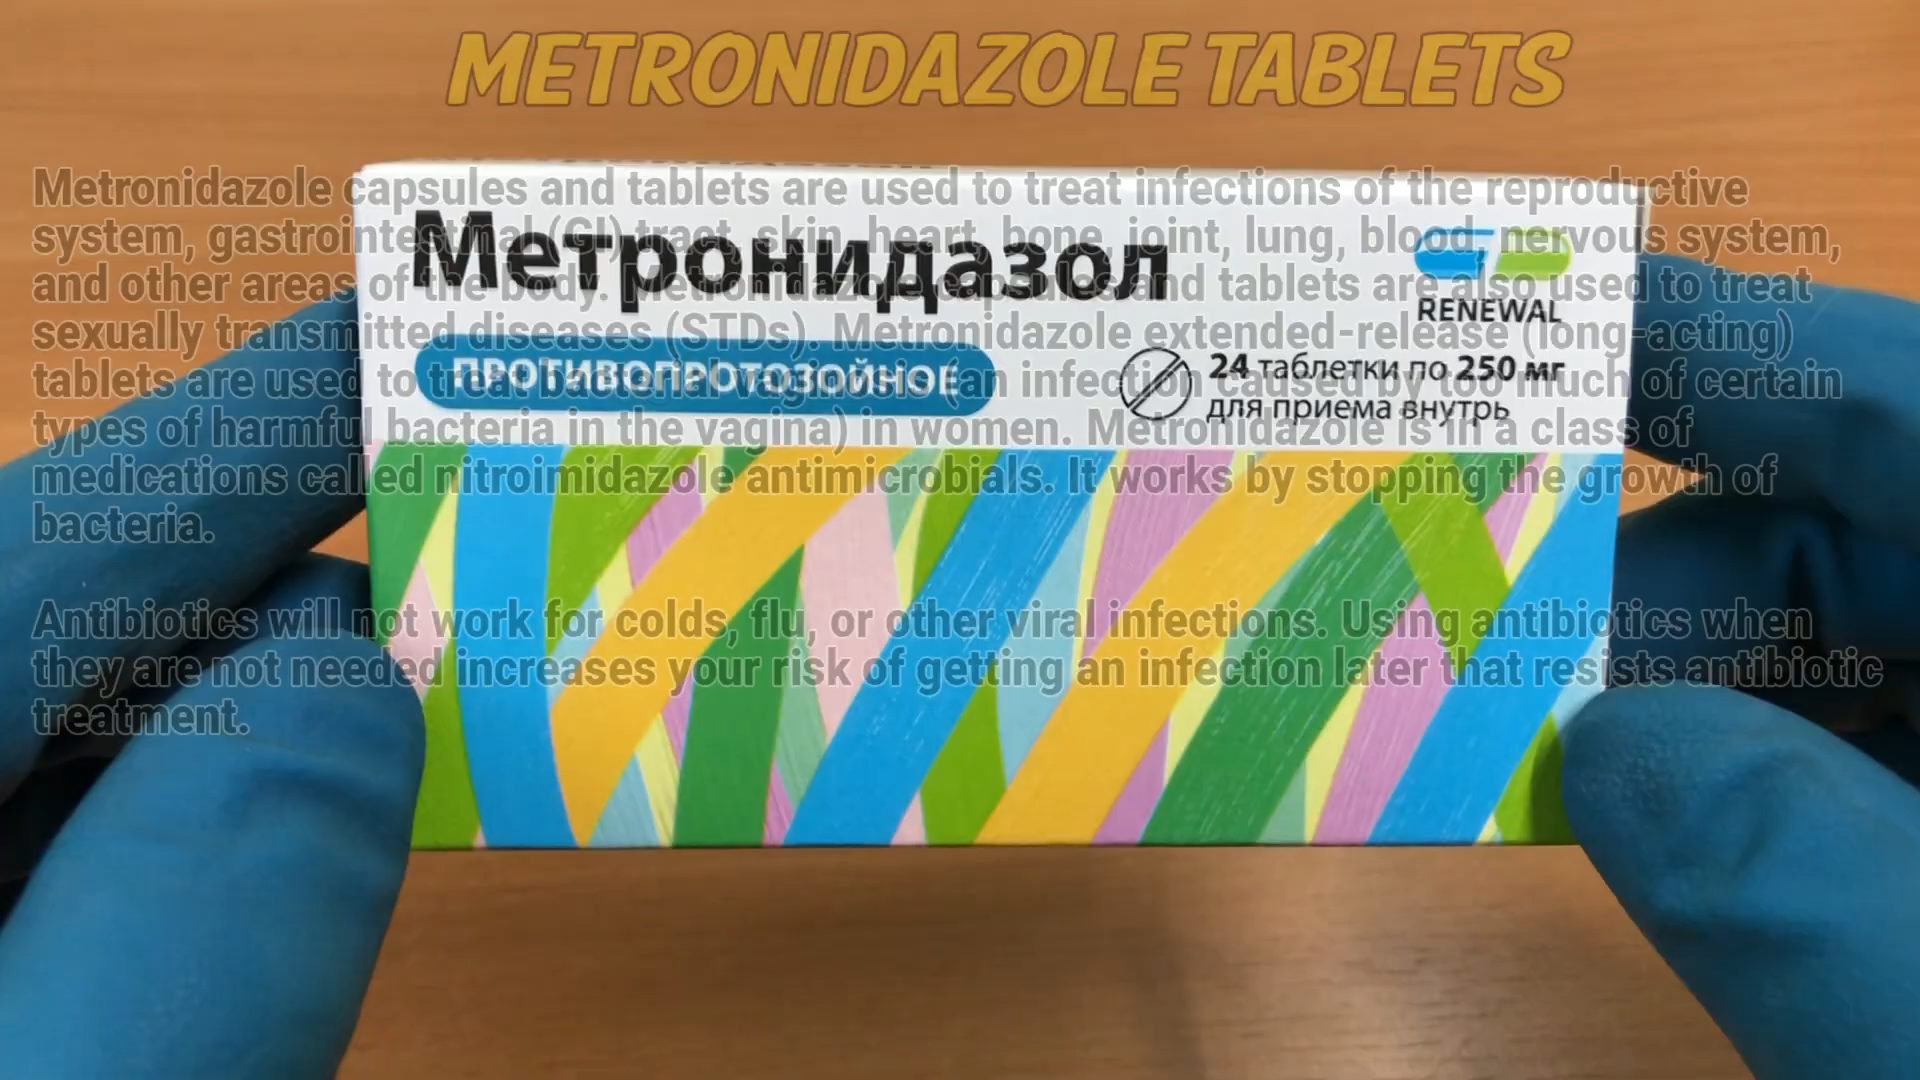 METRONIDAZOLE TABLETS
Metronidazole capsules and tablets are used to treat infections of the reproductive
system, gastrointestinal (GI) tract, skin, heart, bone, joint, lung, blood, nervous system,
and other areas of the body. Metronidazole capsules and tablets are also used to treat
sexually transmitted diseases (STDs). Metronidazole extended-release (long-acting)
tablets are used to treat an infection caused by too much of certain
types of harmful bacteria in the vagina) in women. Metronidazole is in a class of
medications called nitroimidazole antimicrobials. It works by stopping the growth of
bacteria.
Antibiotics will not work for colds, flu, or other viral infections. Using antibiotics when
they are not needed increases your risk of getting an infection later that resists antibiotic
treatment.
Метронидазол
ПРОТИВОПРОТОЗОЙНОЕ
RENEWAL
24 таблетки по 250 мг
для приема внутрь